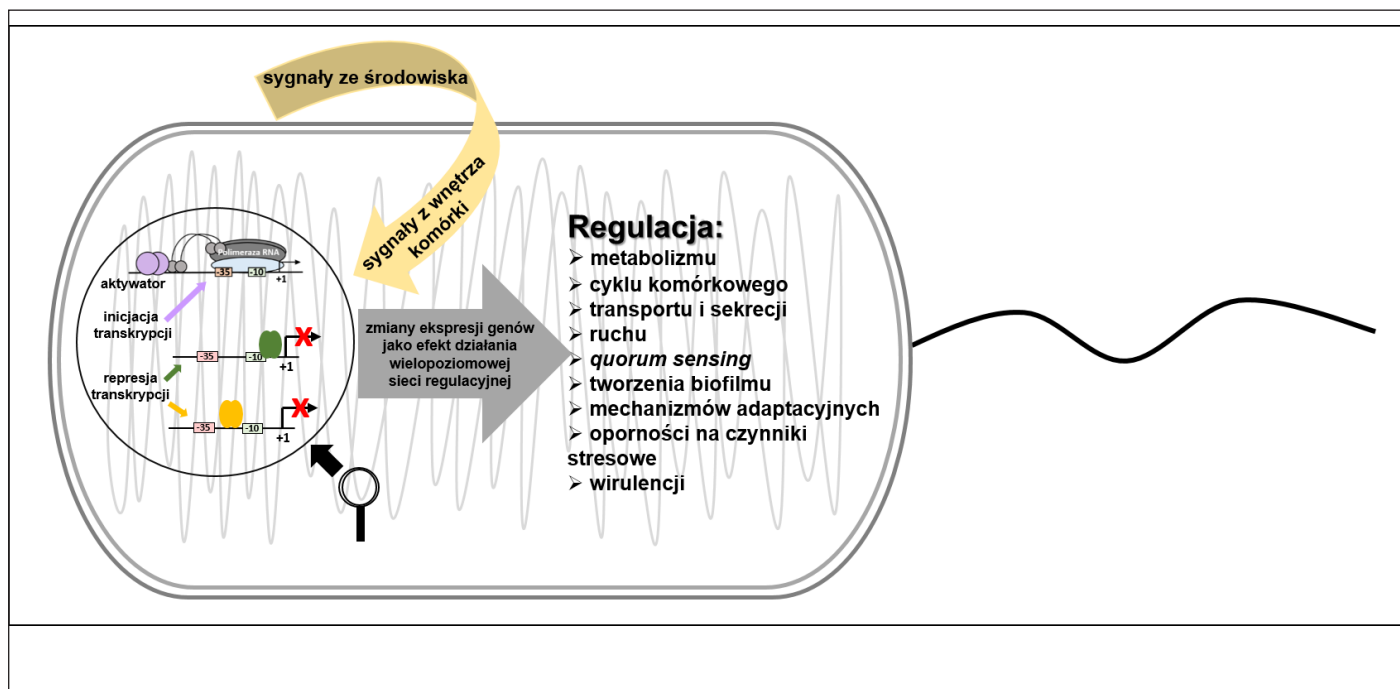 sygnały ze środowiska
sygnały z wnętrza
komórki
Polimeraza RNA
-35
-10
+1
aktywator
inicjacja
transkrypcji
-35
-10
+1
X
represja
transkrypcji
-35
-10
+1
X
zmiany ekspresji genów
jako efekt działania
wielopoziomowej
sieci regulacyjnej
Regulacja:
➢ metabolizmu
➢ cyklu komórkowego
➢ transportu i sekrecji
➢ ruchu
➢ quorum sensing
➢ tworzenia biofilmu
➢ mechanizmów adaptacyjnych
➢ oporności na czynniki
stresowe
➢ wirulencji